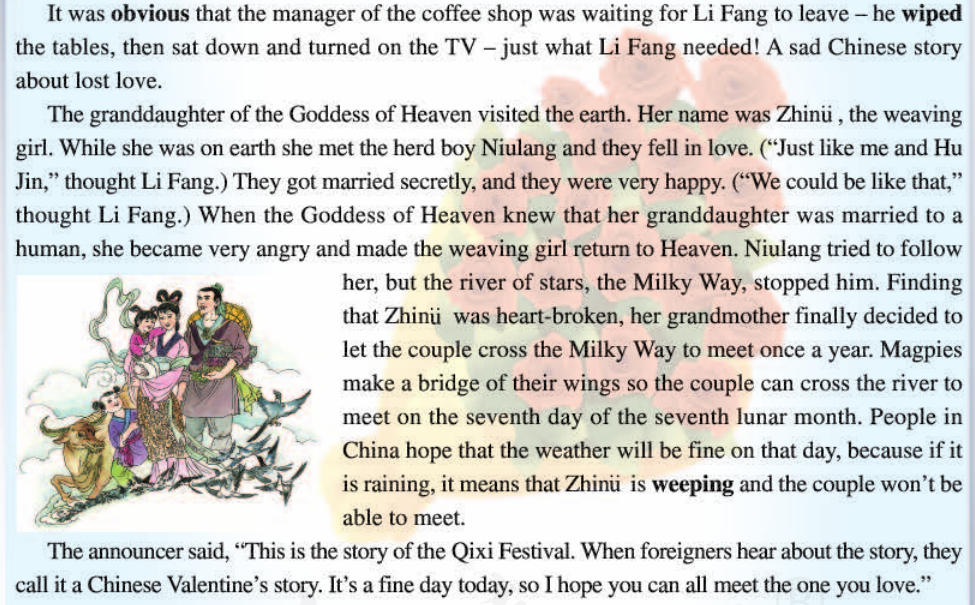 It was obvious that the manager of the coffee shop was waiting for Li Fang to leave – he wiped
the tables, then sat down and turned on the TV – just what Li Fang needed! A sad Chinese story
about lost love.
The granddaughter of the Goddess of Heaven visited the earth. Her name was Zhinü , the weaving
girl. While she was on earth she met the herd boy Niulang and they fell in love. (“Just like me and Hu
Jin,” thought Li Fang.) They got married secretly, and they were very happy. (“We could be like that,”
thought Li Fang.) When the Goddess of Heaven knew that her granddaughter was married to a
human, she became very angry and made the weaving girl return to Heaven. Niulang tried to follow
her, but the river of stars, the Milky Way, stopped him. Finding
that Zhinü was heart-broken, her grandmother finally decided to
let the couple cross the Milky Way to meet once a year. Magpies
make a bridge of their wings so the couple can cross the river to
meet on the seventh day of the seventh lunar month. People in
China hope that the weather will be fine on that day, because if it
is raining, it means that Zhinü is weeping and the couple won’t be
able to meet.
The announcer said, “This is the story of the Qixi Festival. When foreigners hear about the story, they
call it a Chinese Valentine’s story. It’s a fine day today, so I hope you can all meet the one you love.”